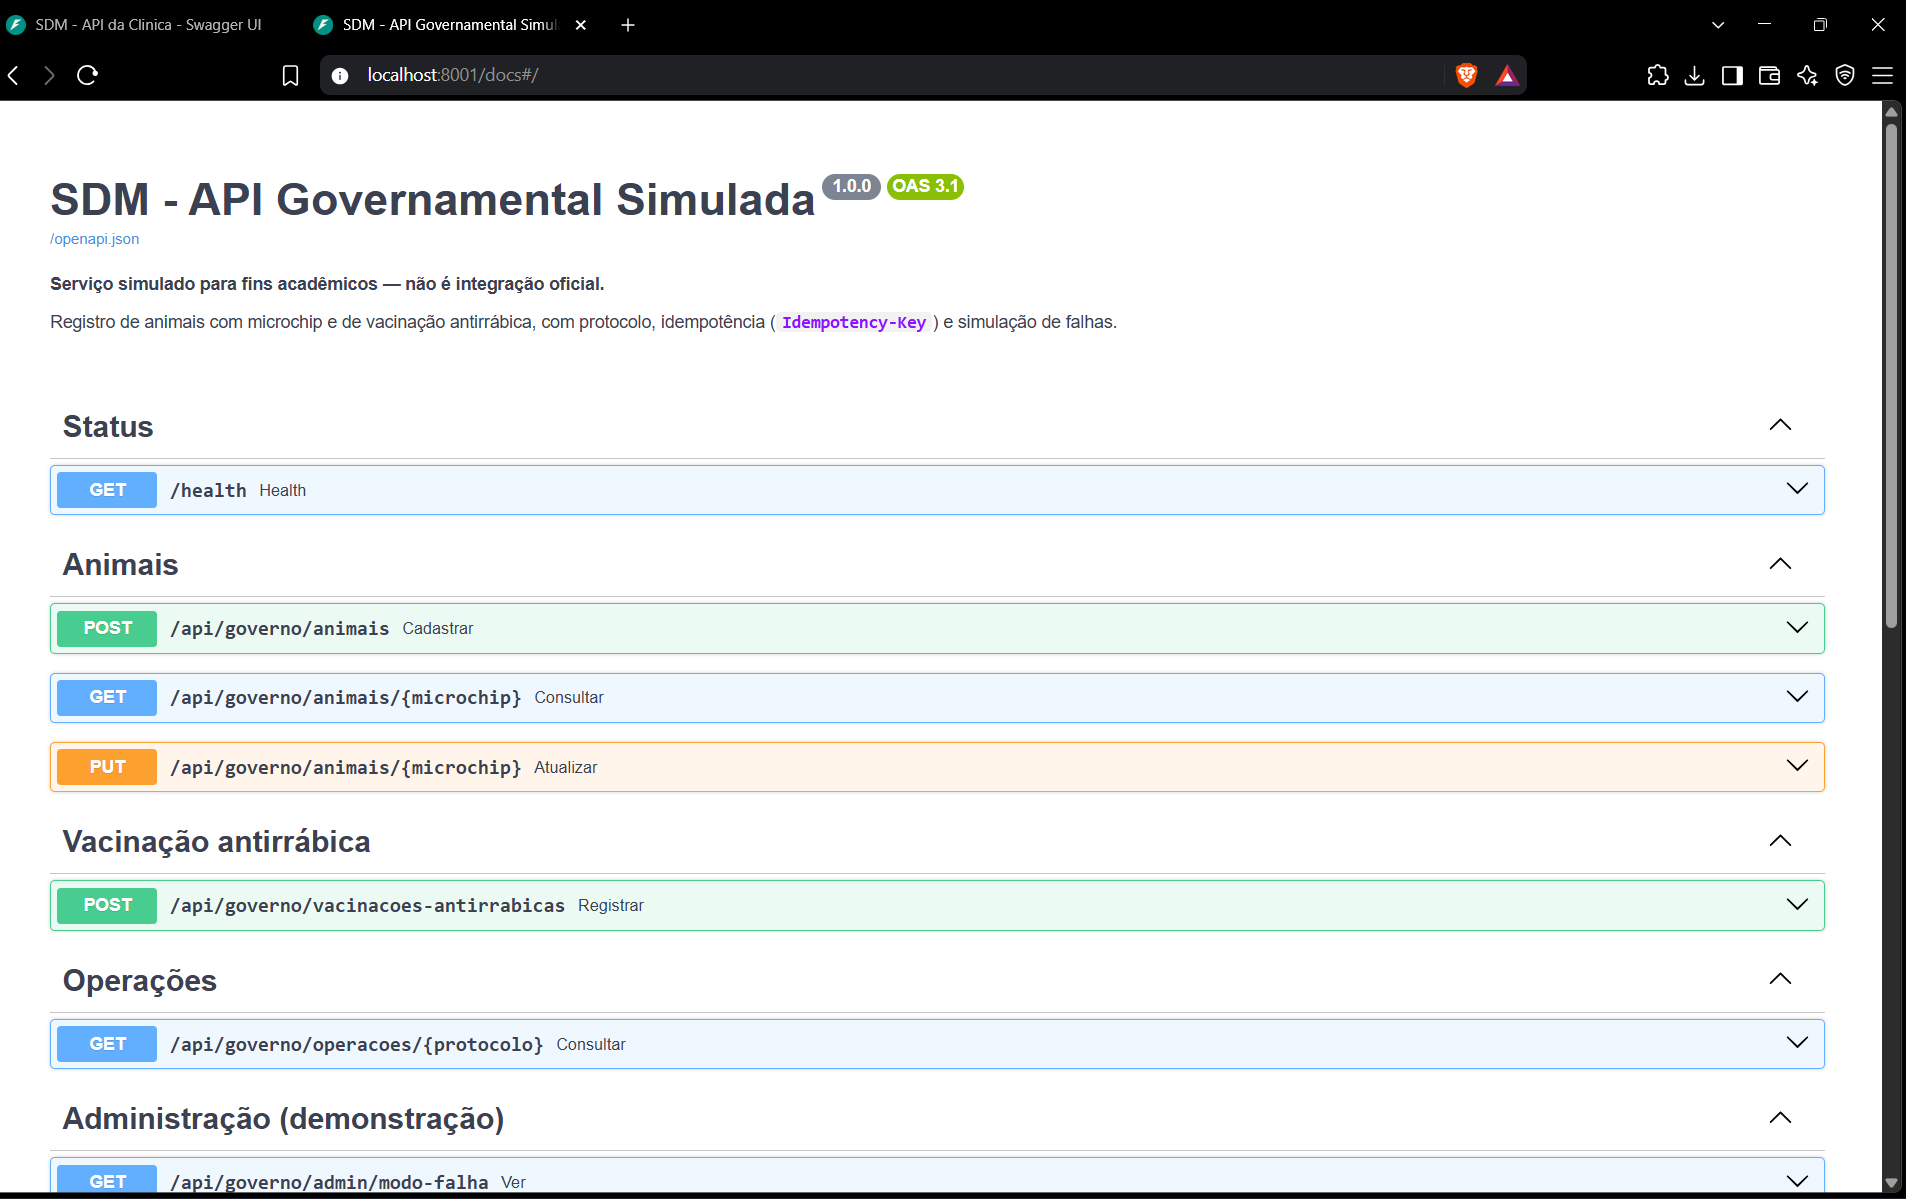 SDM - API da Clinica - Swagger UI
SDM - API Governamental Simul
localhost:8001/docs#/
SDM - API Governamental Simulada 1.0.0 OAS 3.1
/openapi.json
Serviço simulado para fins acadêmicos — não é integração oficial.
Registro de animais com microchip e de vacinação antirrábica, com protocolo, idempotência ( Idempotency-Key ) e simulação de falhas.
Status
GET /health Health
Animais
POST /api/governo/animais Cadastrar
GET /api/governo/animais/{microchip} Consultar
PUT /api/governo/animais/{microchip} Atualizar
Vacinação antirrábica
POST /api/governo/vacinacoes-antirrabicas Registrar
Operações
GET /api/governo/operacoes/{protocolo} Consultar
Administração (demonstração)
GET /api/governo/admin/modo-falha Ver